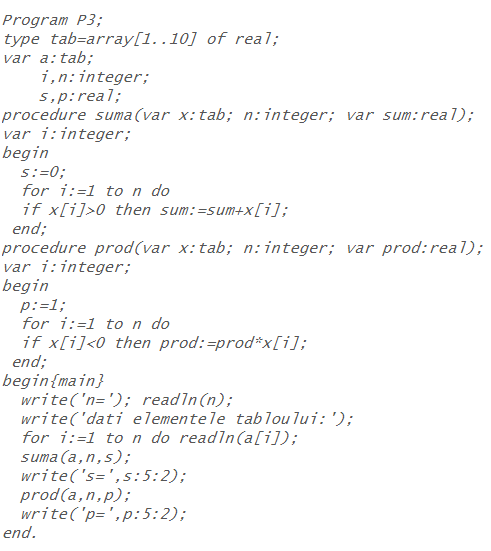 Program P3;
type tab=array[1..10] of real;
var a:tab;
i,n:integer;
s,p:real;
procedure suma(var x:tab; n:integer; var sum:real);
var i:integer;
begin
s:=0;
for i:=1 to n do
if x[i]>0 then sum:=sum+x[i];
end;
procedure prod(var x:tab; n:integer; var prod:real);
var i:integer;
begin
p:=1;
for i:=1 to n do
if x[i]<0 then prod:=prod*x[i];
end;
begin{main}
write('n='); readln(n);
write('dati elementele tabloului:');
for i:=1 to n do readln(a[i]);
suma(a,n,s);
write('s=',s:5:2);
prod(a,n,p);
write('p=',p:5:2);
end.